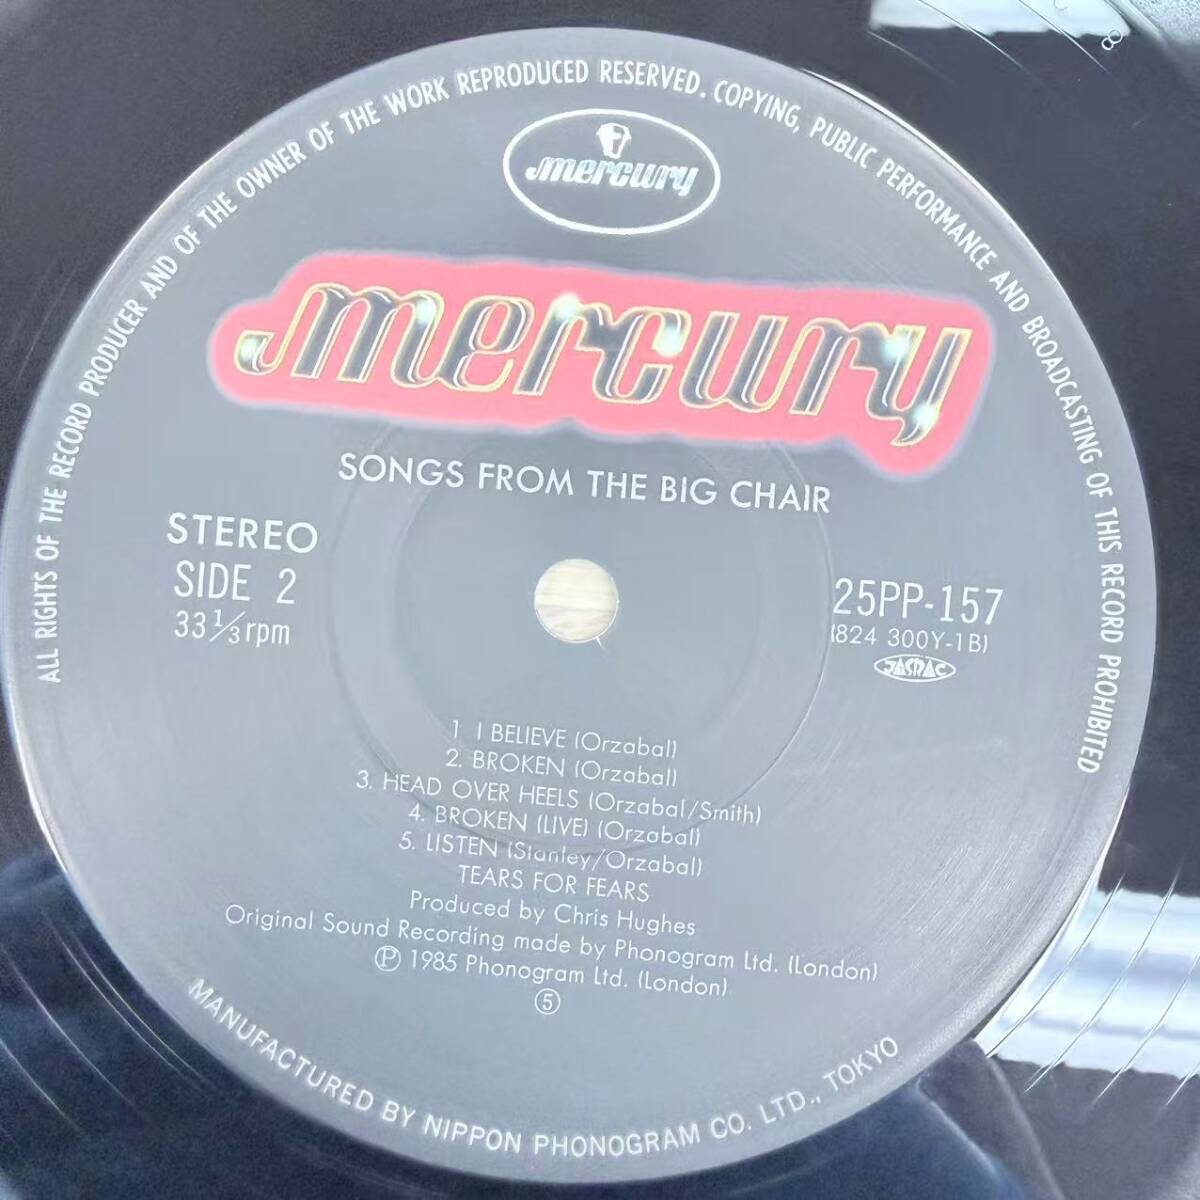 ALL RIGHTS OF THE RECORD PRODUCER AND OF THE OWNER OF THE WORK REPRODUCED RESERVED. COPYING, PUBLIC PERFORMANCE AND BROADCASTING OF THIS RECORD PROHIBITED
mercury
mercury
SONGS FROM THE BIG CHAIR
STEREO
SIDE 2
33⅓rpm
25PP-157
(824 300Y-1B)
JASRAC
1 I BELIEVE (Orzabal)
2. BROKEN (Orzabal)
3. HEAD OVER HEELS (Orzabal/Smith)
4. BROKEN (LIVE) (Orzabal)
5. LISTEN (Stanley/Orzabal)
TEARS FOR FEARS
Produced by Chris Hughes
Original Sound Recording made by Phonogram Ltd. (London)
Ⓟ 1985 Phonogram Ltd. (London)
⑤
MANUFACTURED BY NIPPON PHONOGRAM CO. LTD., TOKYO